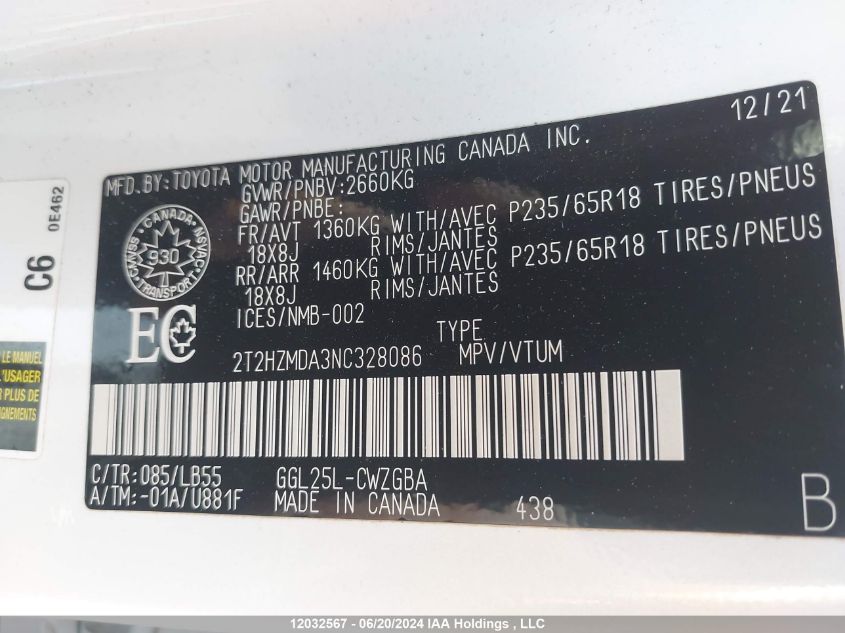 12/21
MFD.BY:TOYOTA MOTOR MANUFACTURING CANADA INC.
GVWR/PNBV:2660KG
GAWR/PNBE:
FR/AVT 1360KG WITH/AVEC P235/65R18 TIRES/PNEUS
18X8J RIMS/JANTES
RR/ARR 1460KG WITH/AVEC P235/65R18 TIRES/PNEUS
18X8J RIMS/JANTES
ICES/NMB-002
CANADA
CMVSS NSVAC
930
TRANSPORT
EC
TYPE
2T2HZMDA3NC328086 MPV/VTUM
C/TR:085/LB55 GGL25L-CWZGBA
A/TM:-01A/U881F MADE IN CANADA 438
B
C6
0E462
LE MANUEL
L'USAGER
PLUS DE
12032567 - 06/20/2024 IAA Holdings , LLC